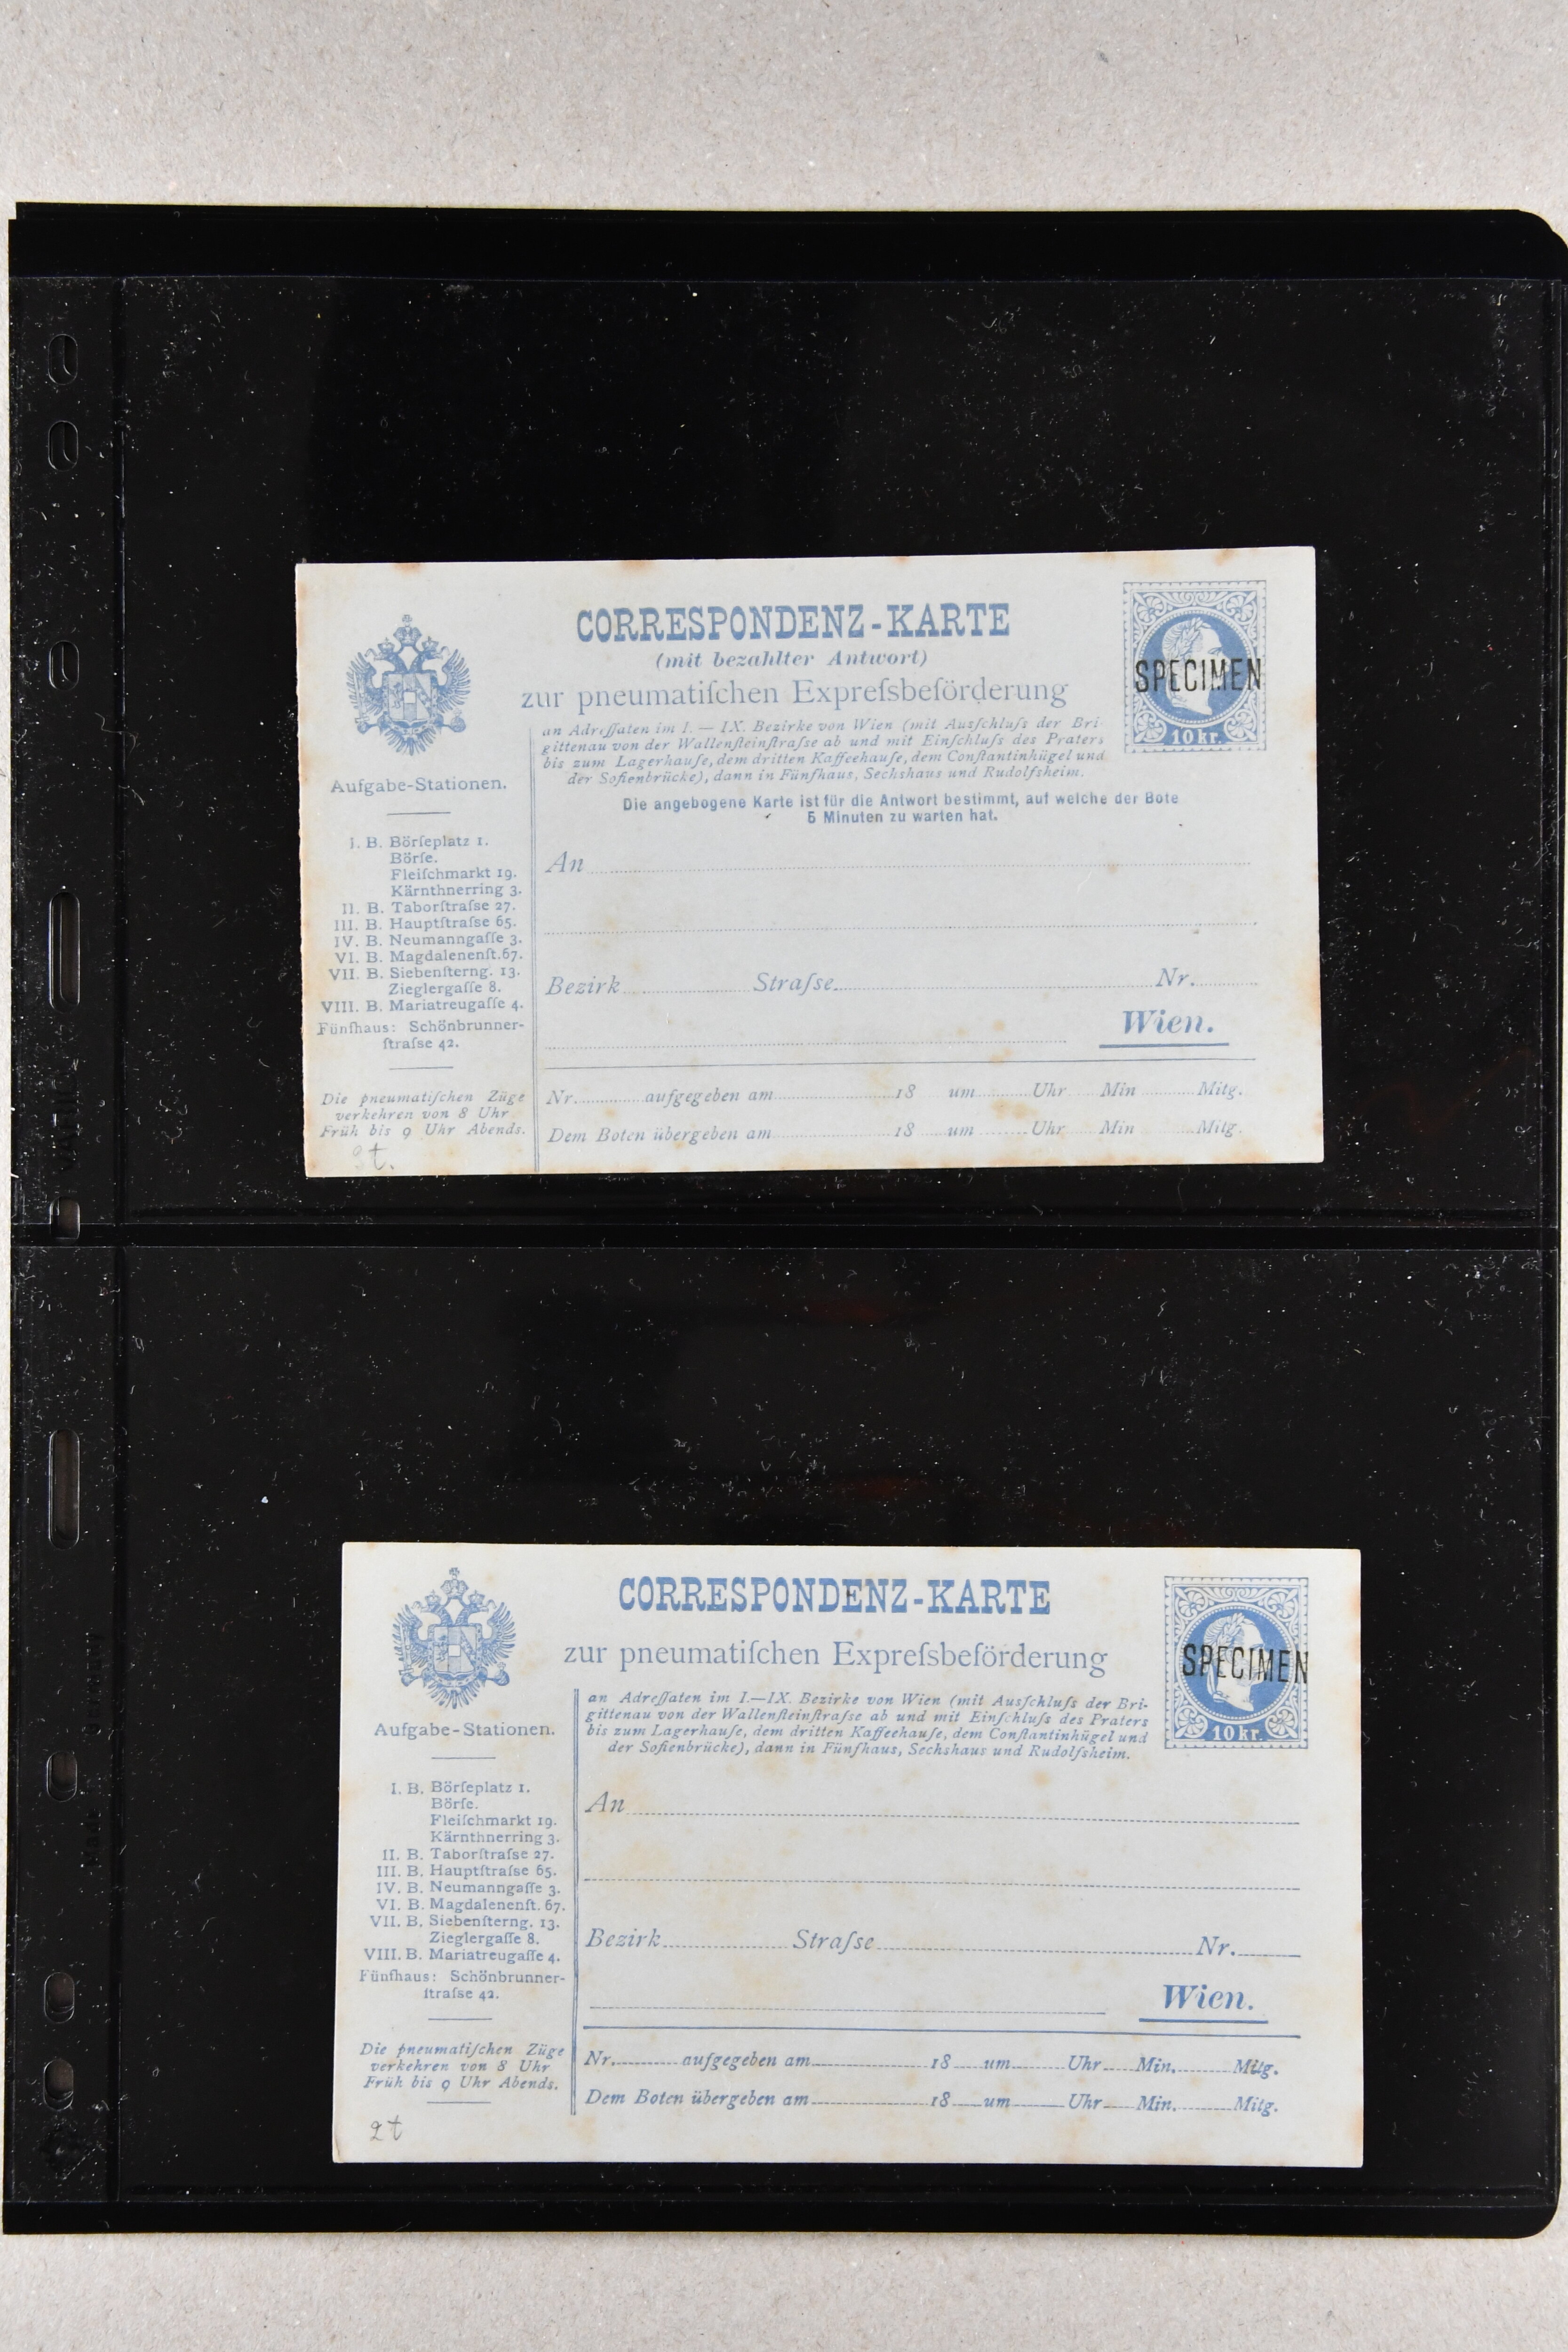 CORRESPONDENZ-KARTE
(mit bezahlter Antwort)
zur pneumatiſchen Expreſsbeförderung
an Adreſſaten im I. — IX. Bezirke von Wien (mit Ausſchluſs der Bri-
gittenau von der Wallenſteinſtraſse ab und mit Einſchluſs des Praters
bis zum Lagerhauſe, dem dritten Kaffeehauſe, dem Conſtantinhügel und
der Sofienbrücke), dann in Fünfhaus, Sechshaus und Rudolfsheim.
Die angebogene Karte ist für die Antwort bestimmt, auf welche der Bote
5 Minuten zu warten hat.
SPECIMEN
10 kr.
Aufgabe-Stationen.
I. B. Börſeplatz 1.
Börſe.
Fleiſchmarkt 19.
Kärnthnerring 3.
II. B. Taborſtraſse 27.
III. B. Hauptſtraſse 65.
IV. B. Neumanngaſſe 3.
VI. B. Magdalenenſt. 67.
VII. B. Siebenſterng. 13.
Zieglergaſſe 8.
VIII. B. Mariatreugaſſe 4.
Fünfhaus: Schönbrunner-
ſtraſse 42.
Die pneumatiſchen Züge
verkehren von 8 Uhr
Früh bis 9 Uhr Abends.
An
Bezirk Straſse Nr.
Wien.
Nr. aufgegeben am 18 um Uhr Min Mitg.
Dem Boten übergeben am 18 um Uhr Min Mitg.
CORRESPONDENZ-KARTE
zur pneumatiſchen Expreſsbeförderung
an Adreſſaten im I.—IX. Bezirke von Wien (mit Ausſchluſs der Bri-
gittenau von der Wallenſteinſtraſse ab und mit Einſchluſs des Praters
bis zum Lagerhauſe, dem dritten Kaffeehauſe, dem Conſtantinhügel und
der Sofienbrücke), dann in Fünfhaus, Sechshaus und Rudolfsheim.
SPECIMEN
10 kr.
Aufgabe-Stationen.
I. B. Börſeplatz 1.
Börſe.
Fleiſchmarkt 19.
Kärnthnerring 3.
II. B. Taborſtraſse 27.
III. B. Hauptſtraſse 65.
IV. B. Neumanngaſſe 3.
VI. B. Magdalenenſt. 67.
VII. B. Siebenſterng. 13.
Zieglergaſſe 8.
VIII. B. Mariatreugaſſe 4.
Fünfhaus: Schönbrunner-
ſtraſse 42.
Die pneumatiſchen Züge
verkehren von 8 Uhr
Früh bis 9 Uhr Abends.
2t
An
Bezirk Straſse Nr.
Wien.
Nr. aufgegeben am 18 um Uhr Min. Mitg.
Dem Boten übergeben am 18 um Uhr Min. Mitg.